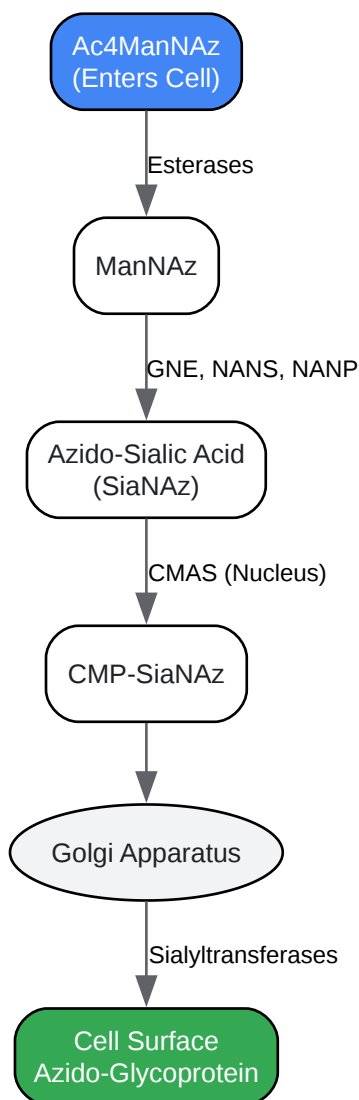 Ac4ManNAz
(Enters Cell)
Esterases
ManNAz
GNE, NANS, NANP
Azido-Sialic Acid
(SiaNAz)
CMAS (Nucleus)
CMP-SiaNAz
Golgi Apparatus
Sialyltransferases
Cell Surface
Azido-Glycoprotein